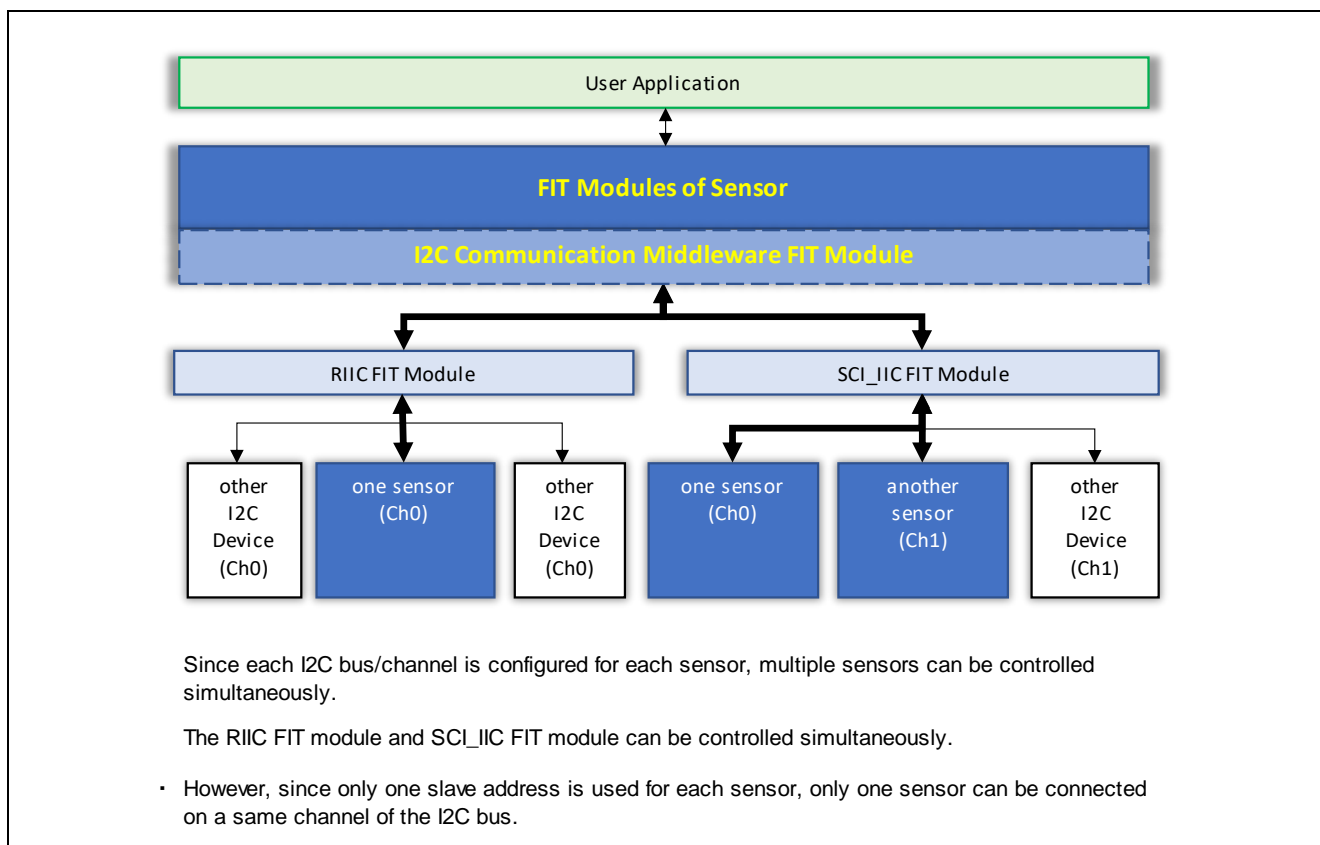 User Application
FIT Modules of Sensor
I2C Communication Middleware FIT Module
RIIC FIT Module
SCI_IIC FIT Module
other
I2C
Device
(Ch0)
one sensor
(Ch0)
other
I2C
Device
(Ch0)
one sensor
(Ch0)
another
sensor
(Ch1)
other
I2C
Device
(Ch1)
Since each I2C bus/channel is configured for each sensor, multiple sensors can be controlled
simultaneously.
The RIIC FIT module and SCI_IIC FIT module can be controlled simultaneously.
・ However, since only one slave address is used for each sensor, only one sensor can be connected
on a same channel of the I2C bus.